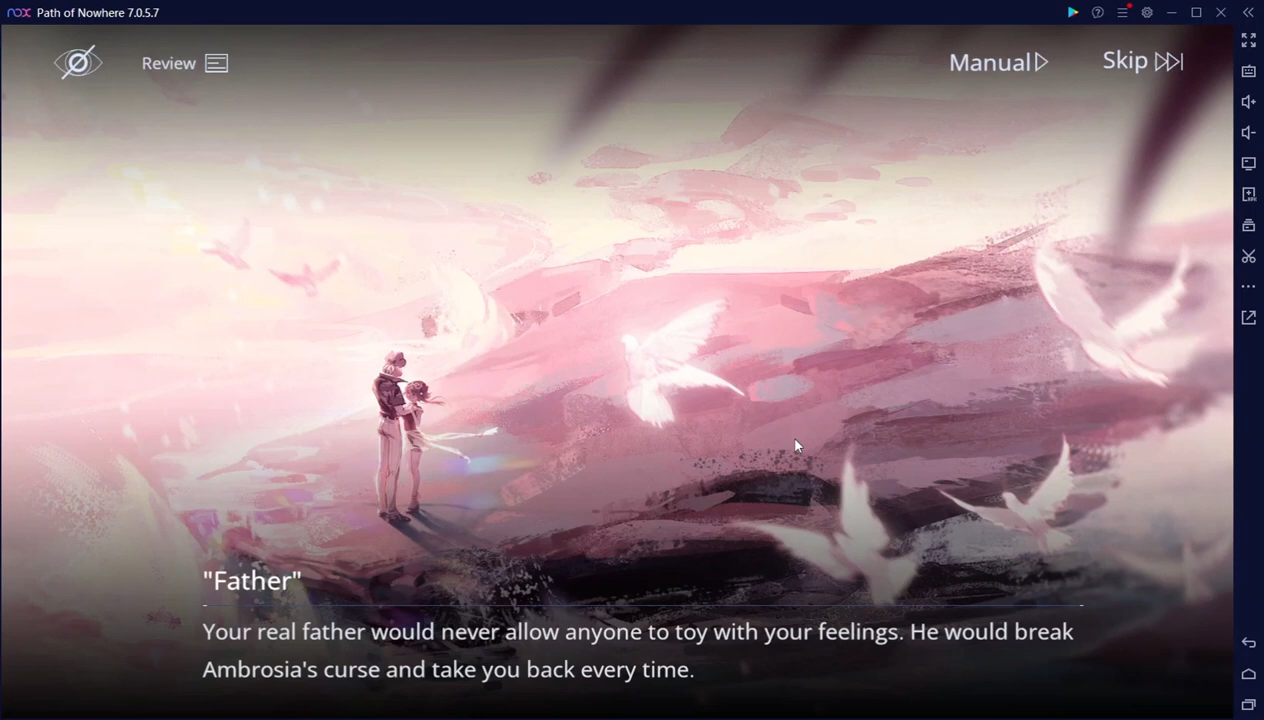 nox Path of Nowhere 7.0.5.7
Review
Manual
Skip
"Father"
Your real father would never allow anyone to toy with your feelings. He would break
Ambrosia's curse and take you back every time.